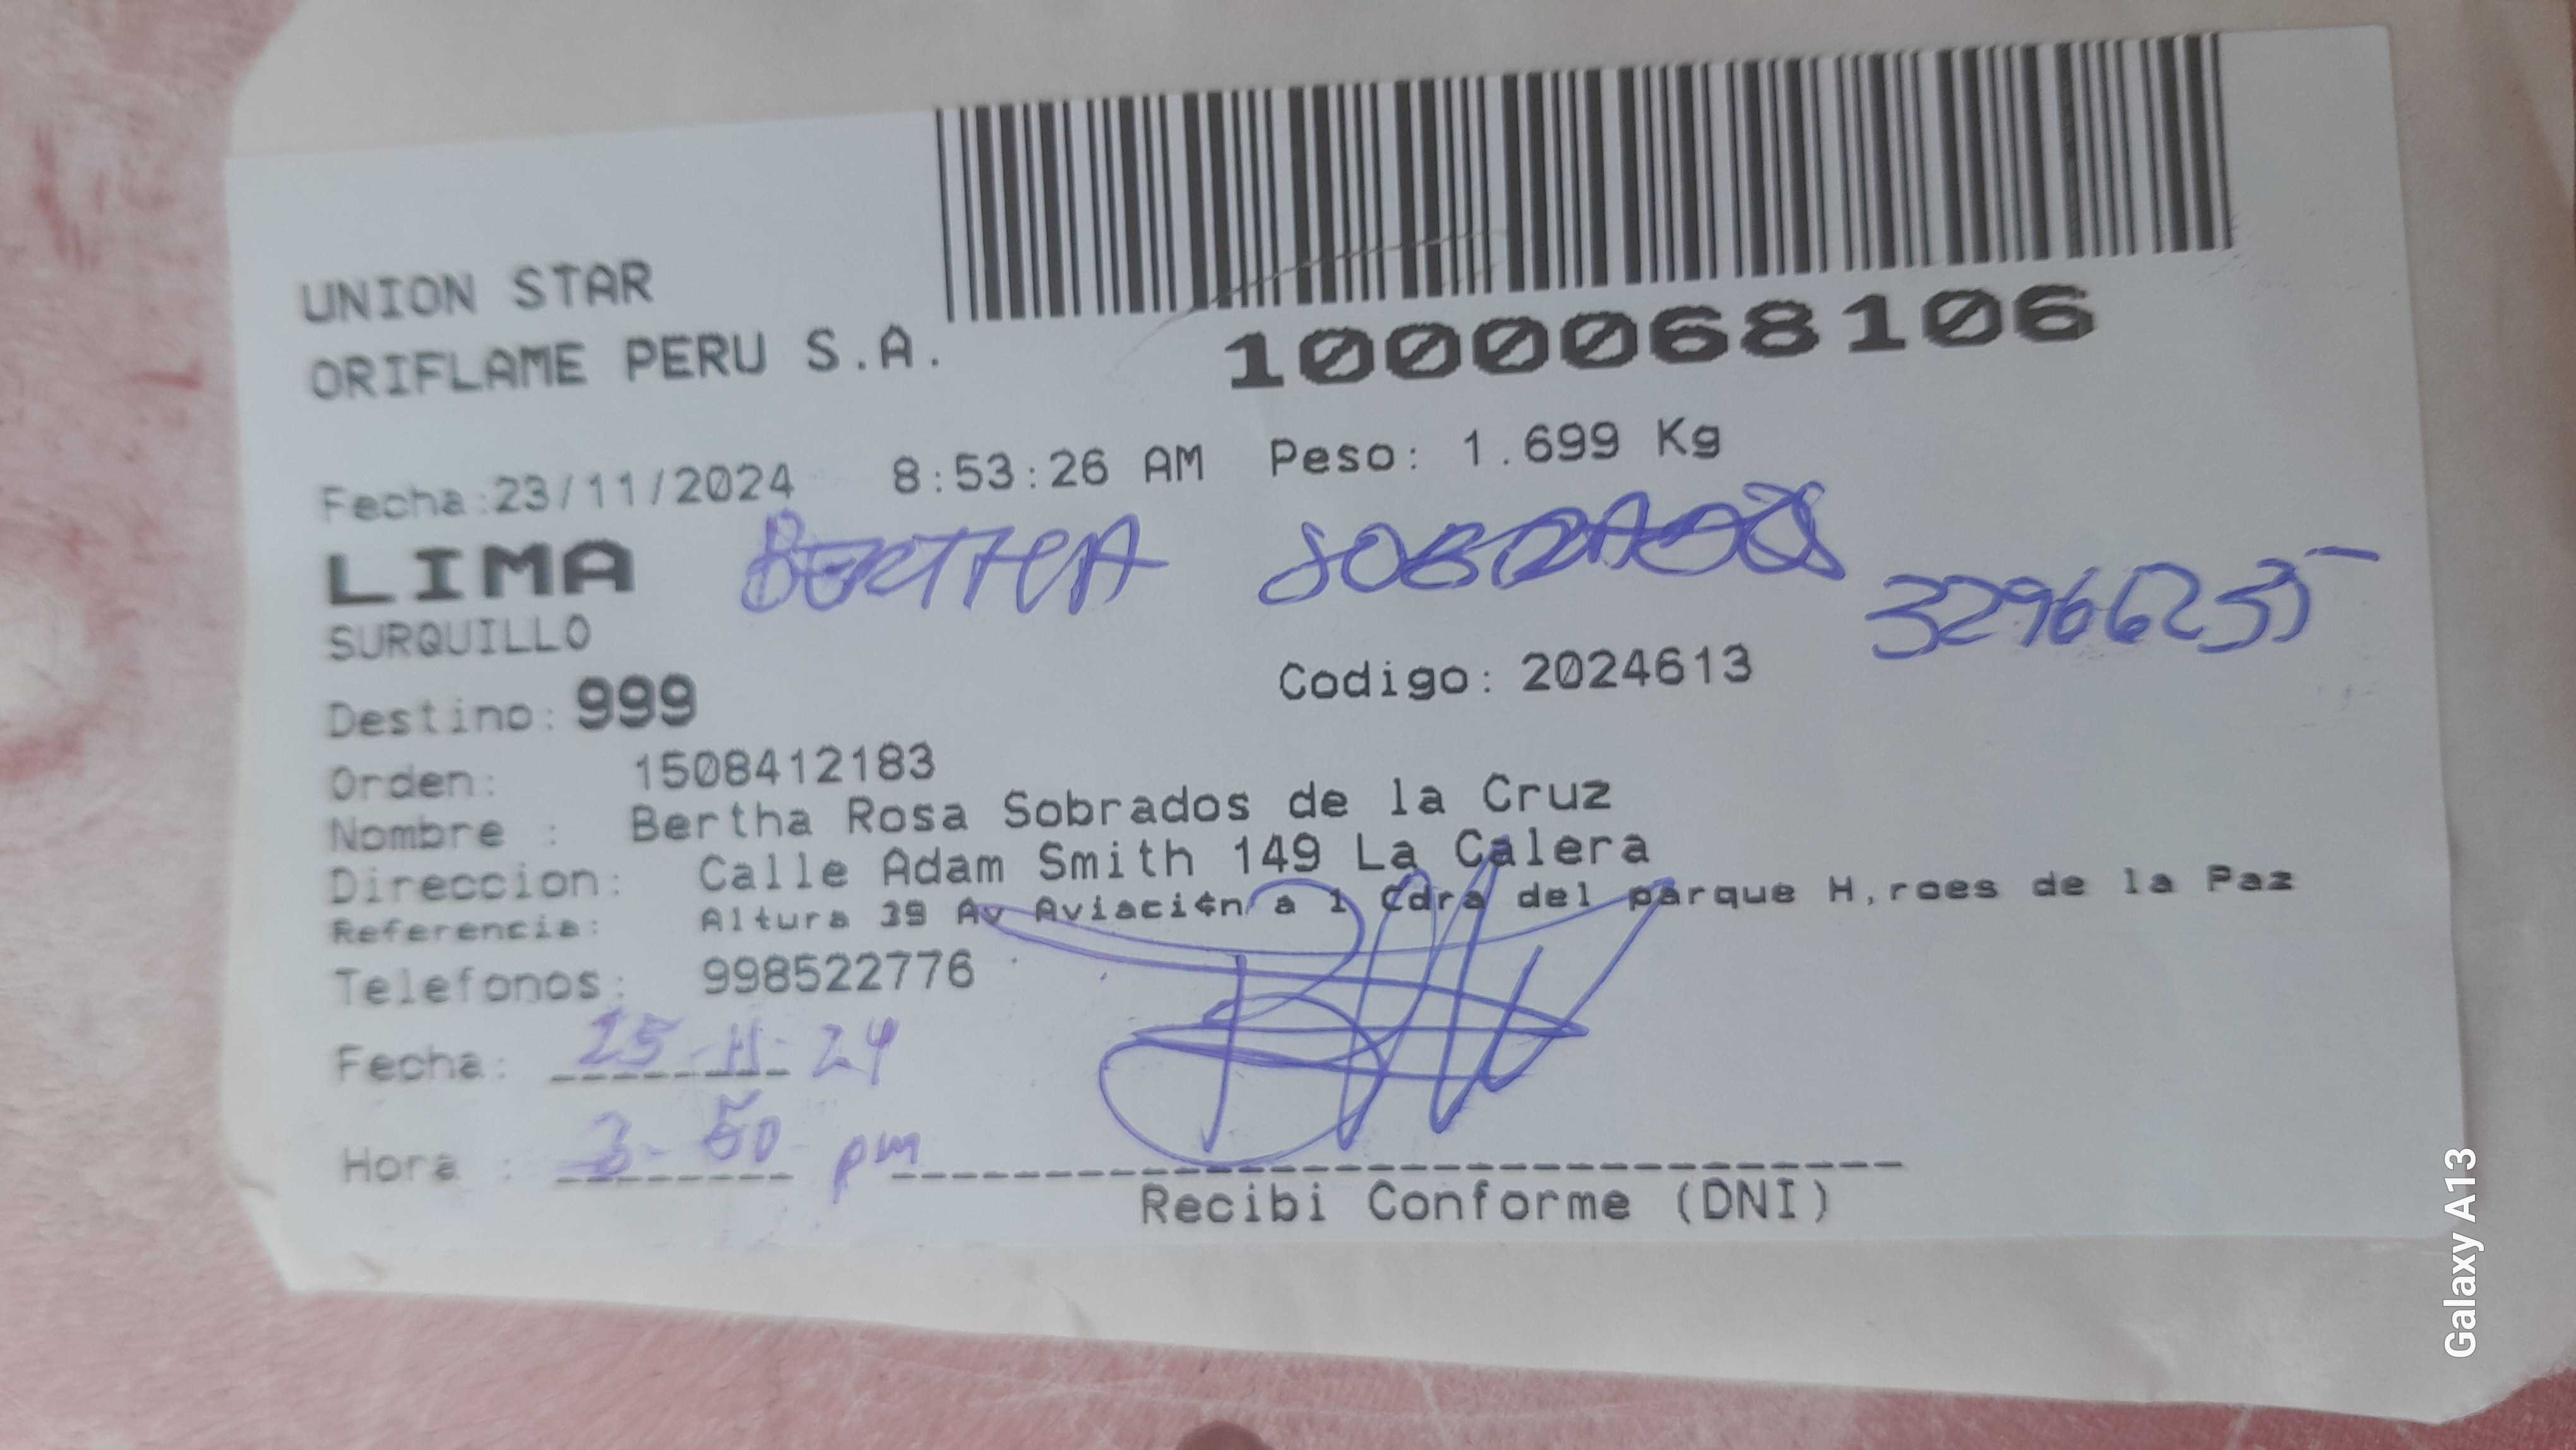 UNION STAR
ORIFLAME PERU S.A.
1000068106
Fecha:23/11/2024 8:53:26 AM Peso: 1.699 Kg
LIMA BERTHA SOBRADOS
SURQUILLO
Destino: 999 Codigo: 2024613
Orden: 1508412183
Nombre : Bertha Rosa Sobrados de la Cruz
Direccion: Calle Adam Smith 149 La Calera
Referencia: Altura 39 Av Aviaci¢n a 1 Cdra del parque H,roes de la Paz
Telefonos: 998522776
Fecha: 25-11-24
Hora : 3-50 pm
Recibi Conforme (DNI)
Galaxy A13